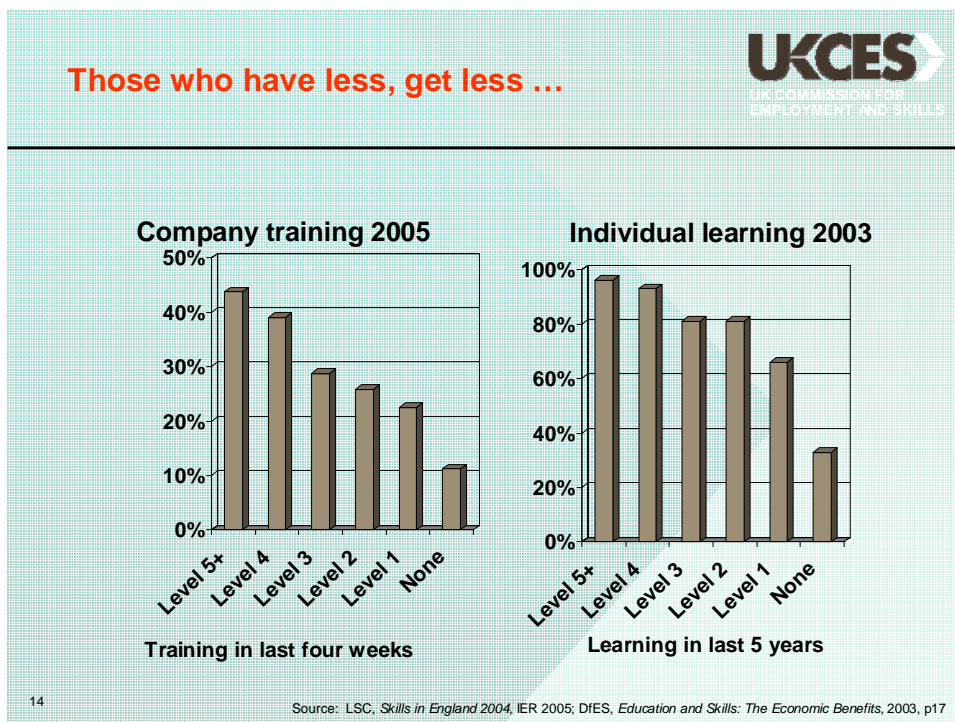 Those who have less, get less …
UKCES
UK COMMISSION FOR
EMPLOYMENT AND SKILLS
Company training 2005
50%
40%
30%
20%
10%
0%
Level 5+
Level 4
Level 3
Level 2
Level 1
None
Training in last four weeks
Individual learning 2003
100%
80%
60%
40%
20%
0%
Level 5+
Level 4
Level 3
Level 2
Level 1
None
Learning in last 5 years
14
Source: LSC, Skills in England 2004, IER 2005; DfES, Education and Skills: The Economic Benefits, 2003, p17